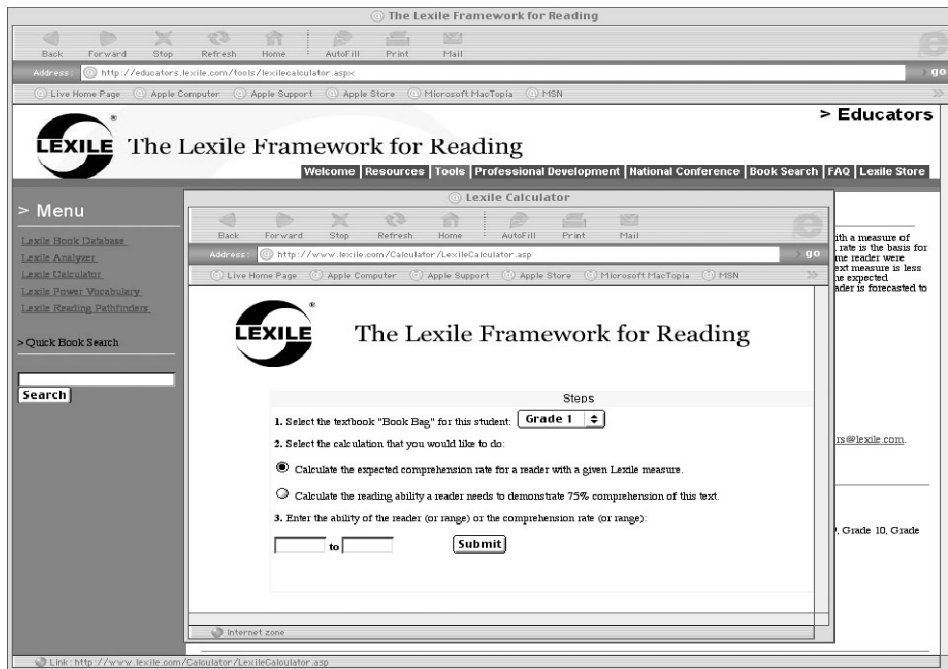 The Lexile Framework for Reading
Back Forward Stop Refresh Home AutoFill Print Mail
Address: http://educators.lexile.com/tools/lexilecalculator.aspx go
Live Home Page Apple Computer Apple Support Apple Store Microsoft MacTopia MSN
> Educators
LEXILE The Lexile Framework for Reading
Welcome Resources Tools Professional Development National Conference Book Search FAQ Lexile Store
> Menu
Lexile Book Database
Lexile Analyzer
Lexile Calculator
Lexile Power Vocabulary
Lexile Reading Pathfinders
> Quick Book Search
Search
Lexile Calculator
Back Forward Stop Refresh Home AutoFill Print Mail
Address: http://www.lexile.com/Calculator/LexileCalculator.asp go
Live Home Page Apple Computer Apple Support Apple Store Microsoft MacTopia MSN
LEXILE The Lexile Framework for Reading
Steps
1. Select the textbook "Book Bag" for this student: Grade 1
2. Select the calculation that you would like to do:
Calculate the expected comprehension rate for a reader with a given Lexile measure.
Calculate the reading ability a reader needs to demonstrate 75% comprehension of this text.
3. Enter the ability of the reader (or range) or the comprehension rate (or range):
to Submit
Internet zone
ith a measure of
rate is the basis for
me reader were
ext measure is less
he expected
ader is forecasted to
rs@lexile.com.
, Grade 10, Grade
Link: http://www.lexile.com/Calculator/LexileCalculator.asp